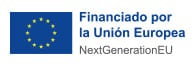 Financiado por
la Unión Europea
NextGenerationEU